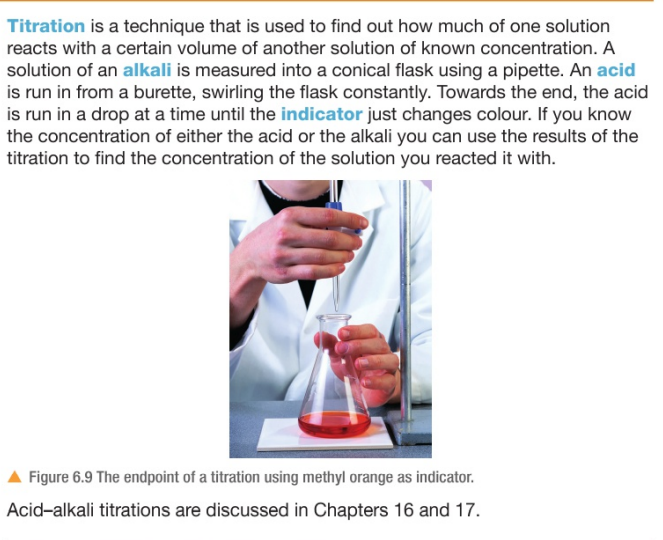 Titration is a technique that is used to find out how much of one solution
reacts with a certain volume of another solution of known concentration. A
solution of an alkali is measured into a conical flask using a pipette. An acid
is run in from a burette, swirling the flask constantly. Towards the end, the acid
is run in a drop at a time until the indicator just changes colour. If you know
the concentration of either the acid or the alkali you can use the results of the
titration to find the concentration of the solution you reacted it with.
Figure 6.9 The endpoint of a titration using methyl orange as indicator.
Acid–alkali titrations are discussed in Chapters 16 and 17.